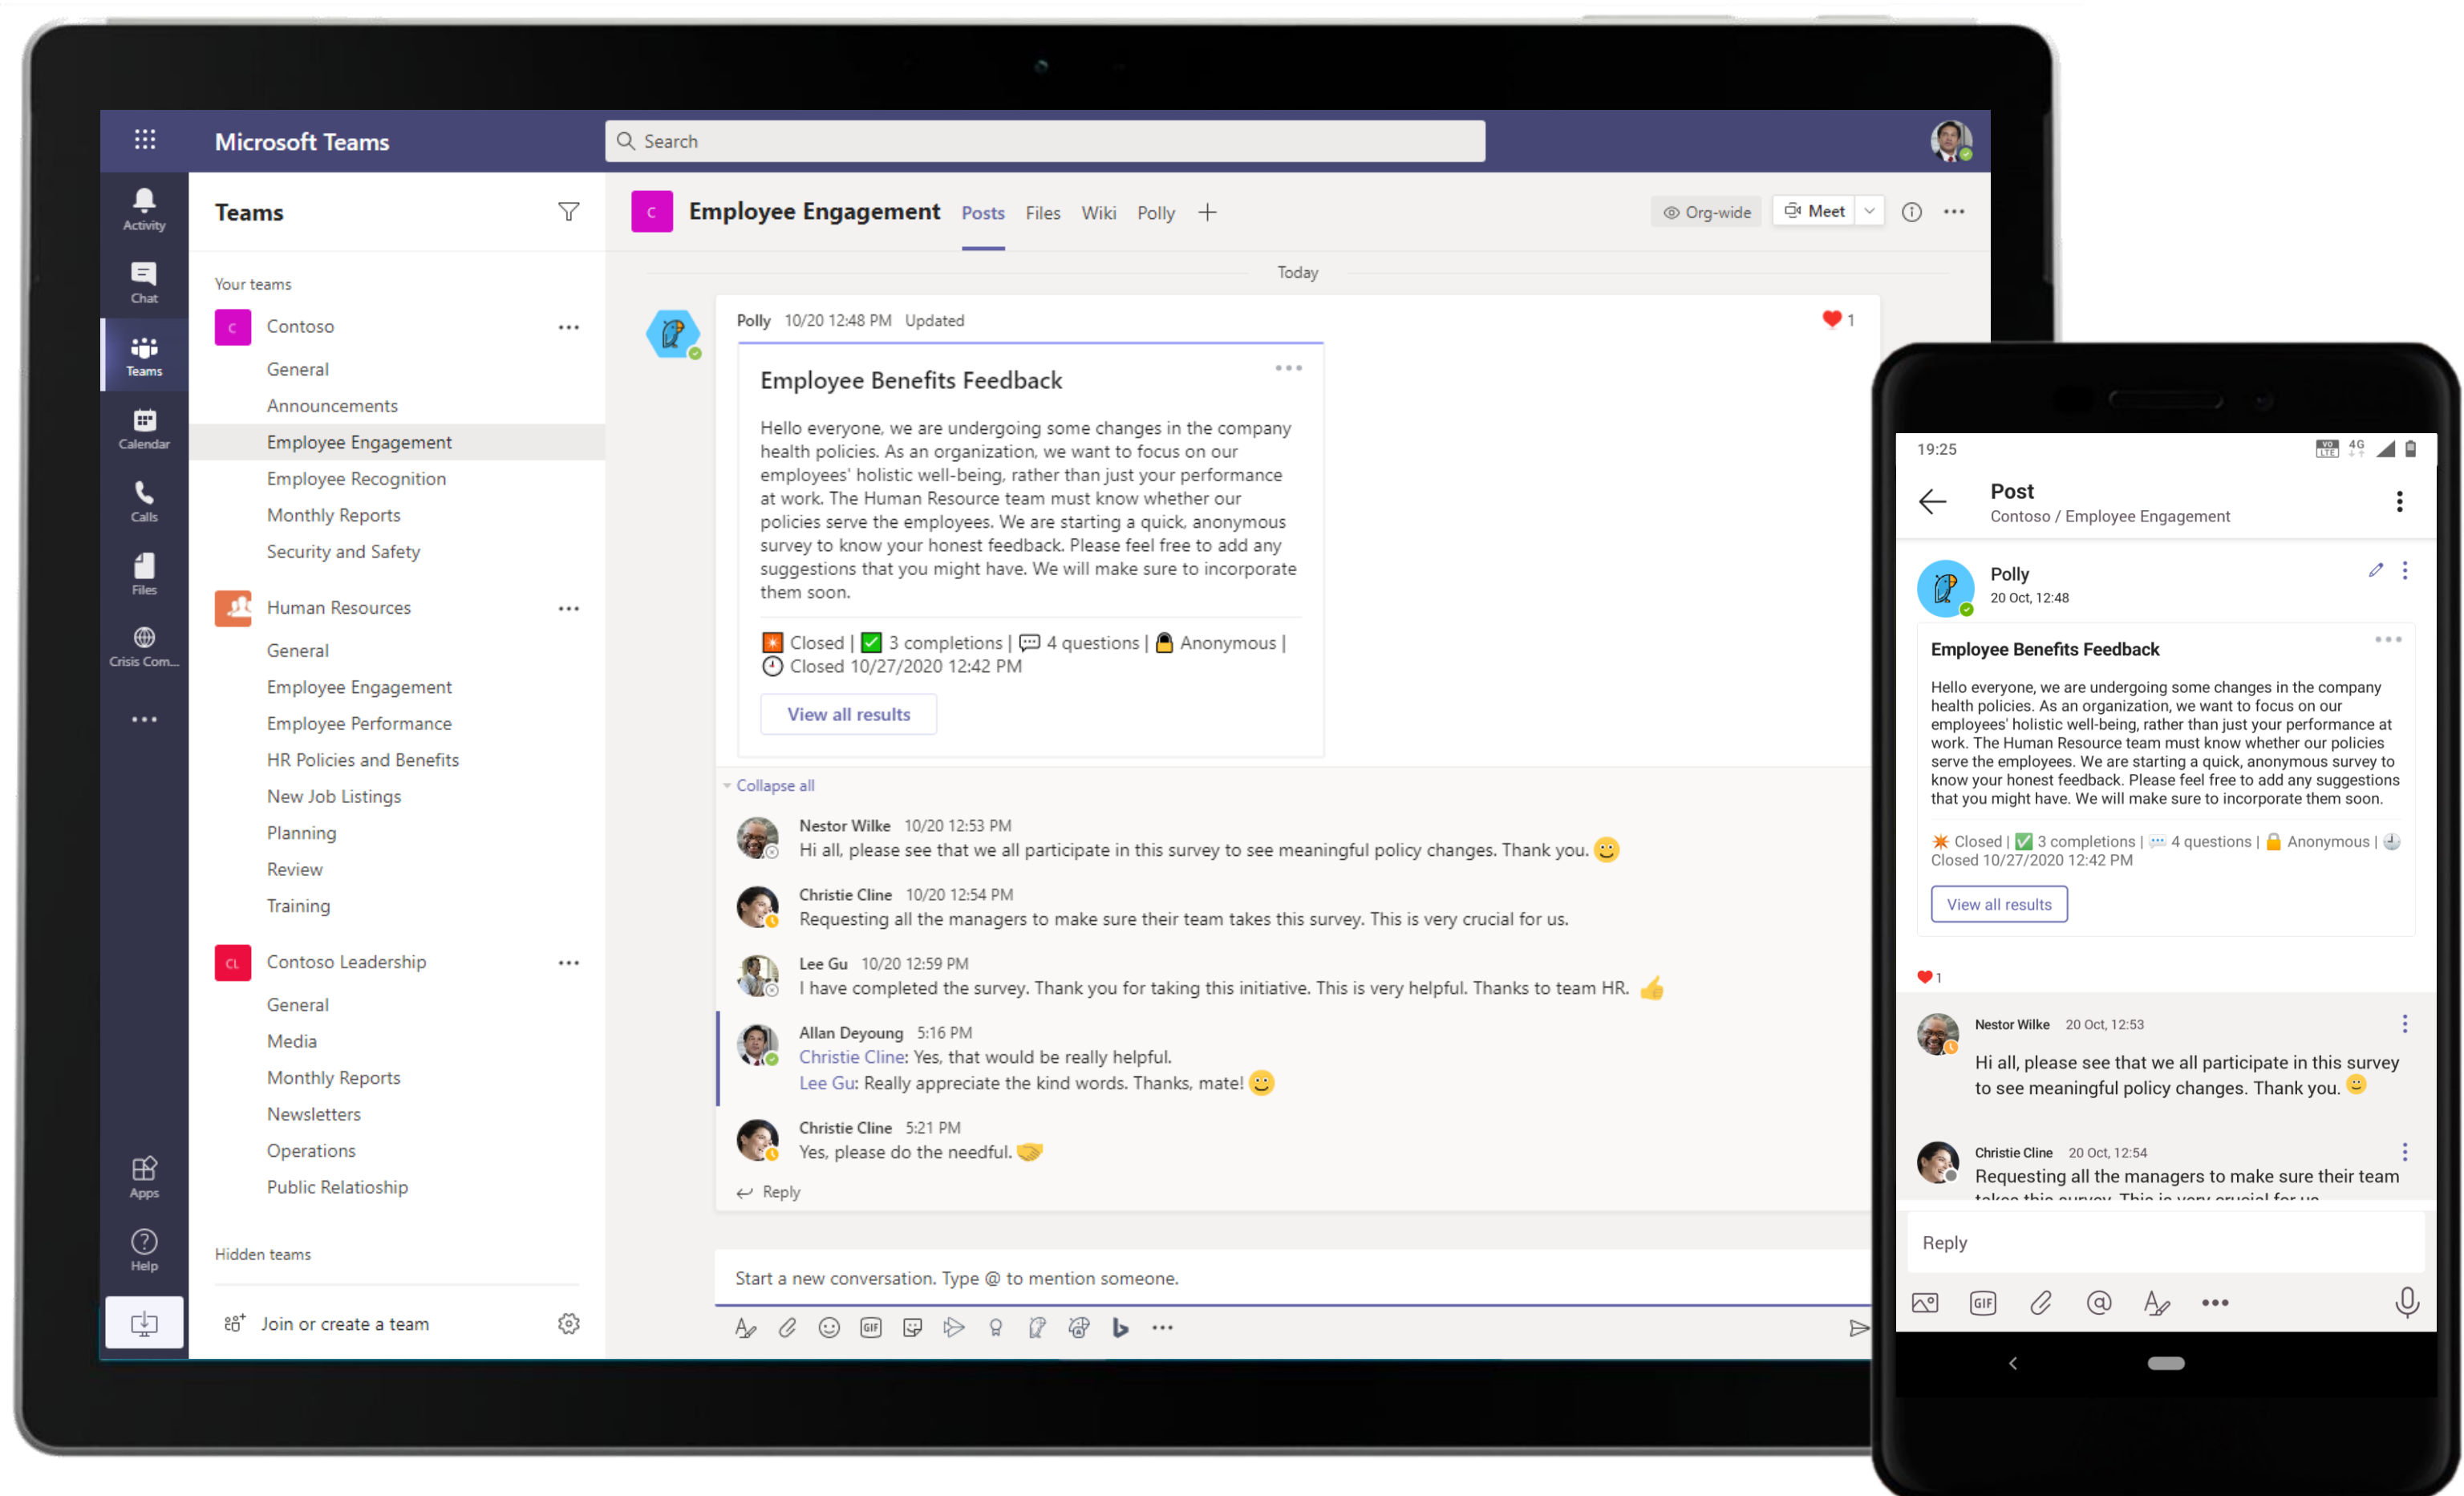 Microsoft Teams
Search
Activity
Chat
Teams
Calendar
Calls
Files
Crisis Com...
Apps
Help
Teams
Your teams
C
Contoso
General
Announcements
Employee Engagement
Employee Recognition
Monthly Reports
Security and Safety
Human Resources
General
Employee Engagement
Employee Performance
HR Policies and Benefits
New Job Listings
Planning
Review
Training
CL
Contoso Leadership
General
Media
Monthly Reports
Newsletters
Operations
Public Relatioship
Hidden teams
Join or create a team
C
Employee Engagement Posts Files Wiki Polly
Org-wide
Meet
Today
Polly 10/20 12:48 PM Updated
1
Employee Benefits Feedback
Hello everyone, we are undergoing some changes in the company
health policies. As an organization, we want to focus on our
employees' holistic well-being, rather than just your performance
at work. The Human Resource team must know whether our
policies serve the employees. We are starting a quick, anonymous
survey to know your honest feedback. Please feel free to add any
suggestions that you might have. We will make sure to incorporate
them soon.
Closed | ✅ 3 completions | 💬 4 questions | 🔒 Anonymous |
Closed 10/27/2020 12:42 PM
View all results
Collapse all
Nestor Wilke 10/20 12:53 PM
Hi all, please see that we all participate in this survey to see meaningful policy changes. Thank you. 🙂
Christie Cline 10/20 12:54 PM
Requesting all the managers to make sure their team takes this survey. This is very crucial for us.
Lee Gu 10/20 12:59 PM
I have completed the survey. Thank you for taking this initiative. This is very helpful. Thanks to team HR. 👍
Allan Deyoung 5:16 PM
Christie Cline: Yes, that would be really helpful.
Lee Gu: Really appreciate the kind words. Thanks, mate! 🙂
Christie Cline 5:21 PM
Yes, please do the needful. 🤝
Reply
Start a new conversation. Type @ to mention someone.
GIF
19:25
VO LTE 4G
Post
Contoso / Employee Engagement
Polly
20 Oct, 12:48
Employee Benefits Feedback
Hello everyone, we are undergoing some changes in the company
health policies. As an organization, we want to focus on our
employees' holistic well-being, rather than just your performance at
work. The Human Resource team must know whether our policies
serve the employees. We are starting a quick, anonymous survey to
know your honest feedback. Please feel free to add any suggestions
that you might have. We will make sure to incorporate them soon.
Closed | ✅ 3 completions | 💬 4 questions | 🔒 Anonymous |
Closed 10/27/2020 12:42 PM
View all results
1
Nestor Wilke 20 Oct, 12:53
Hi all, please see that we all participate in this survey
to see meaningful policy changes. Thank you. 🙂
Christie Cline 20 Oct, 12:54
Requesting all the managers to make sure their team
takes this survey. This is very crucial for us.
Reply
GIF